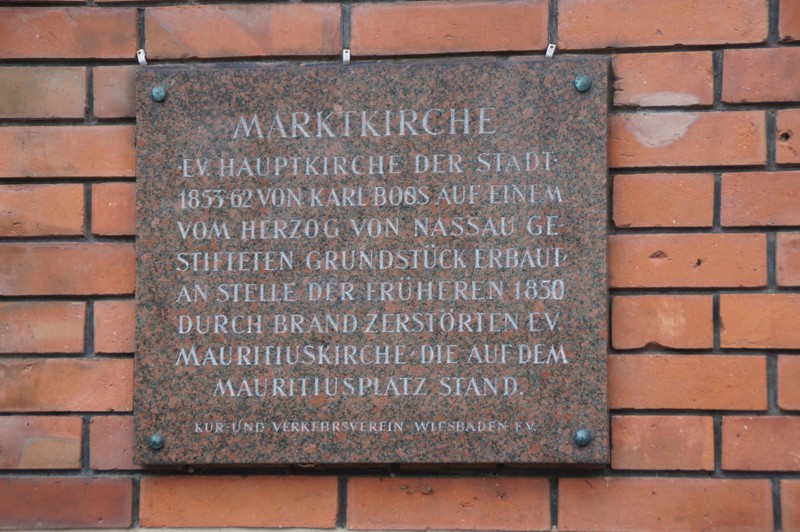 MARKTKIRCHE
·EV. HAUPTKIRCHE DER STADT·
1853-62 VON KARL BOOS AUF EINEM
VOM HERZOG VON NASSAU GE-
STIFTETEN GRUNDSTÜCK ERBAUT·
AN STELLE DER FRÜHEREN 1850
DURCH BRAND ZERSTÖRTEN EV.
MAURITIUSKIRCHE · DIE AUF DEM
MAURITIUSPLATZ STAND.
KUR- UND VERKEHRSVEREIN WIESBADEN E.V.